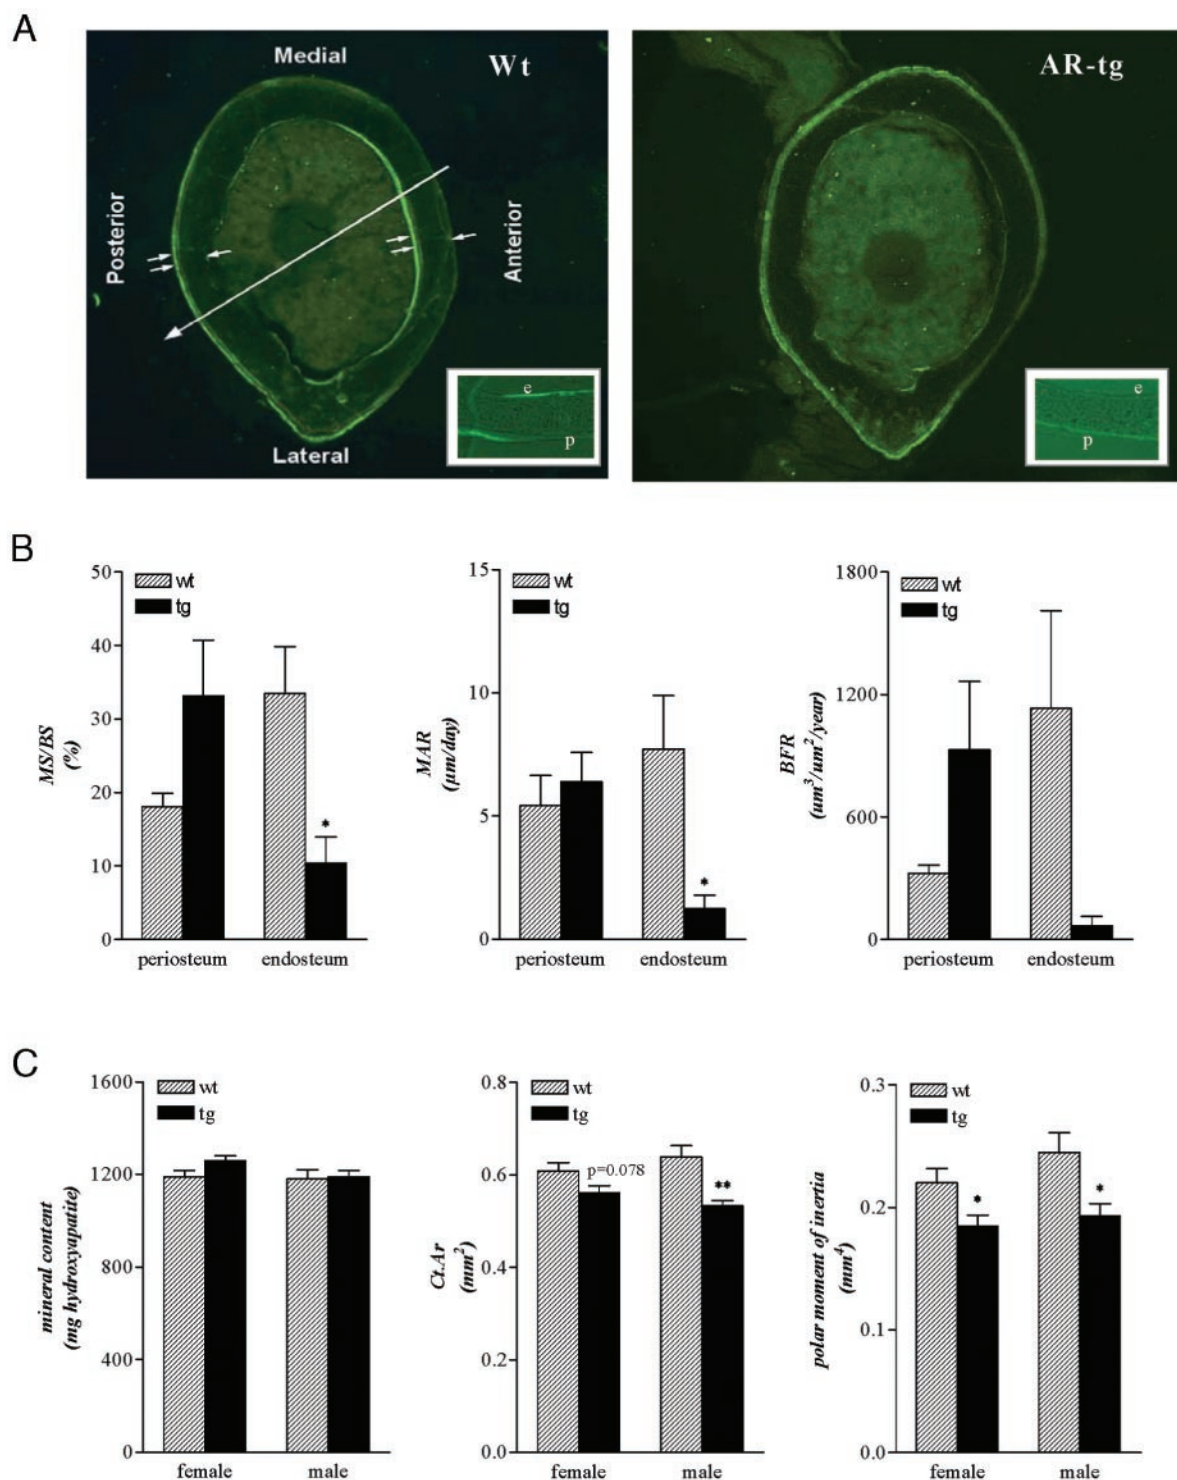 A
Medial
Wt
AR-tg
Posterior
Anterior
Lateral
e
p
e
p
B
50
40
30
20
10
0
MS/BS
(%)
wt
tg
*
periosteum
endosteum
15
10
5
0
MAR
(µm/day)
wt
tg
*
periosteum
endosteum
1800
1200
600
0
BFR
(um³/um²/year)
wt
tg
periosteum
endosteum
C
1600
1200
800
400
0
mineral content
(mg hydroxyapatite)
wt
tg
female
male
0.8
0.6
0.4
0.2
0.0
Ct.Ar
(mm²)
wt
tg
p=0.078
**
female
male
0.3
0.2
0.1
0.0
polar moment of inertia
(mm⁴)
wt
tg
*
*
female
male